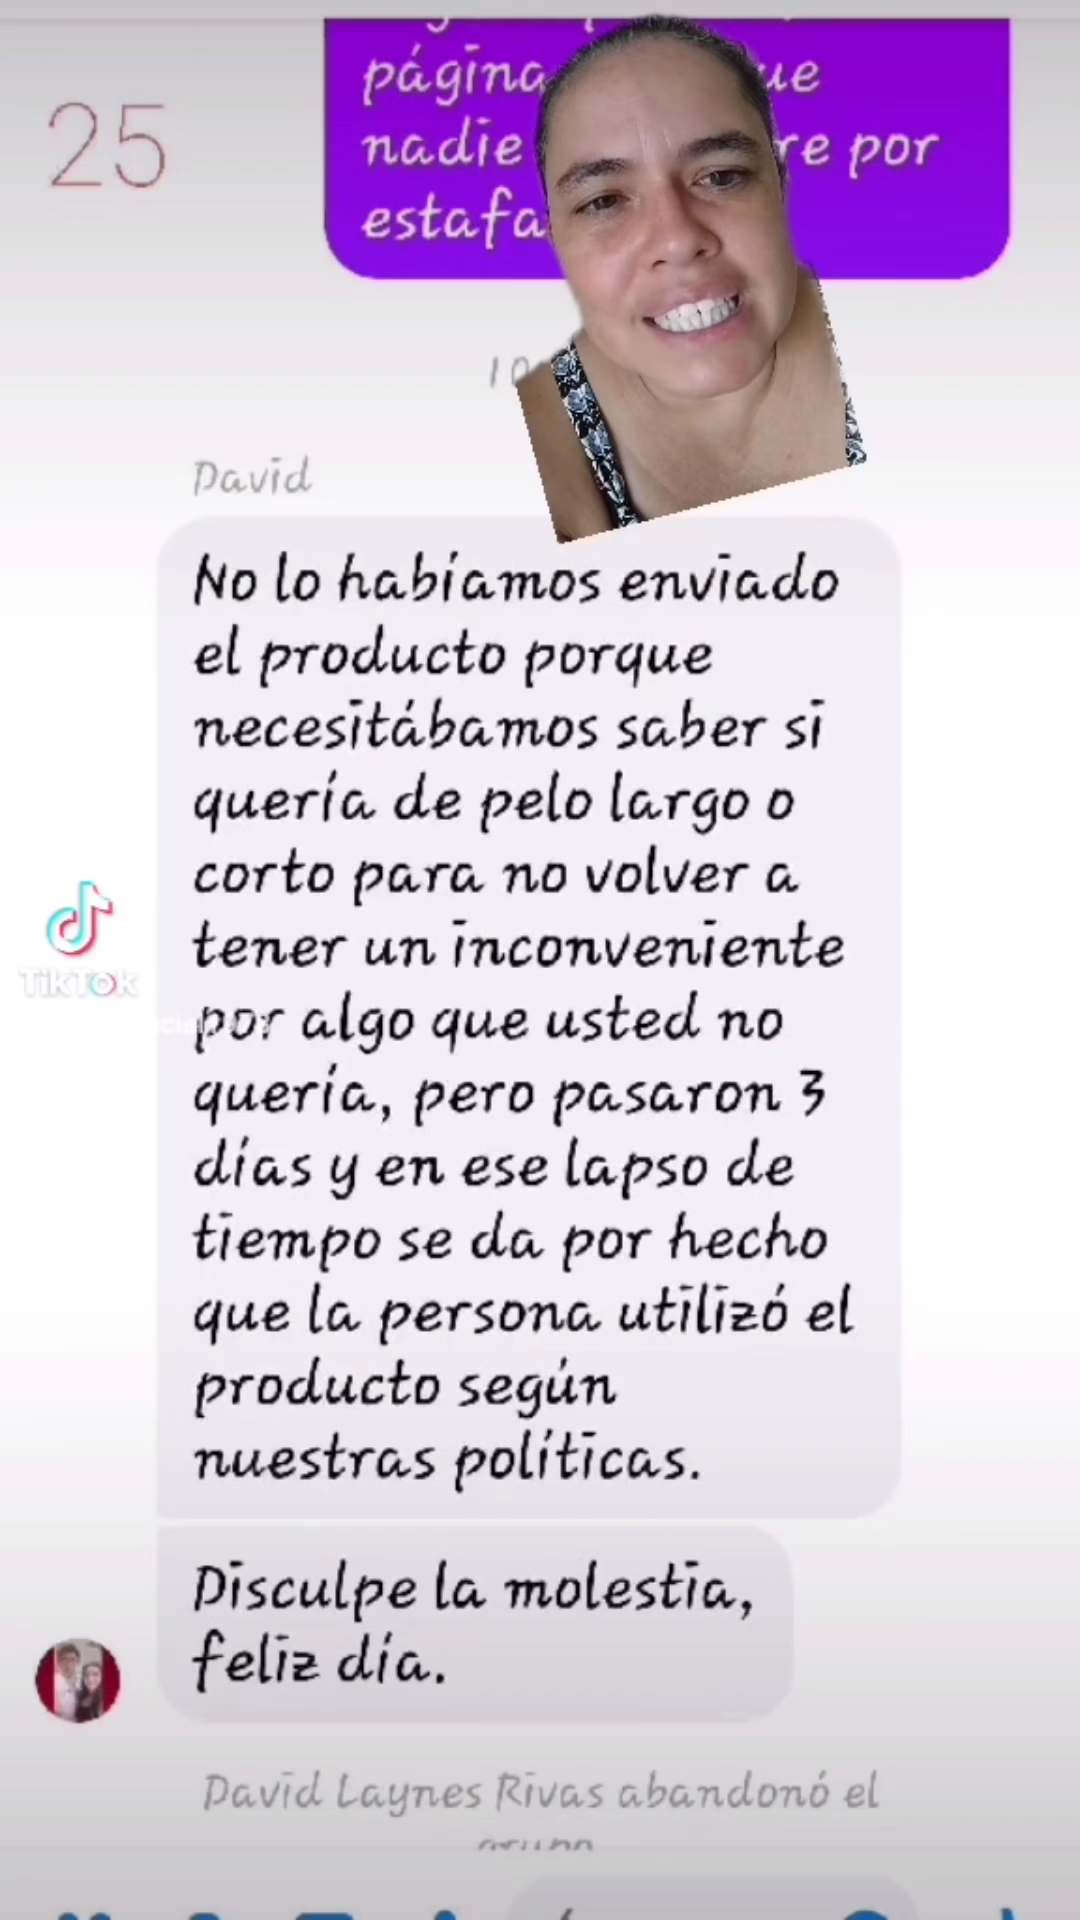 página
nadie por
25
estafa
David
No lo habíamos enviado
el producto porque
necesitábamos saber si
quería de pelo largo o
corto para no volver a
tener un inconveniente
por algo que usted no
quería, pero pasaron 3
días y en ese lapso de
tiempo se da por hecho
que la persona utilizó el
producto según
nuestras políticas.
TikTok
Disculpe la molestia,
feliz día.
David Laynes Rivas abandonó el
grupo